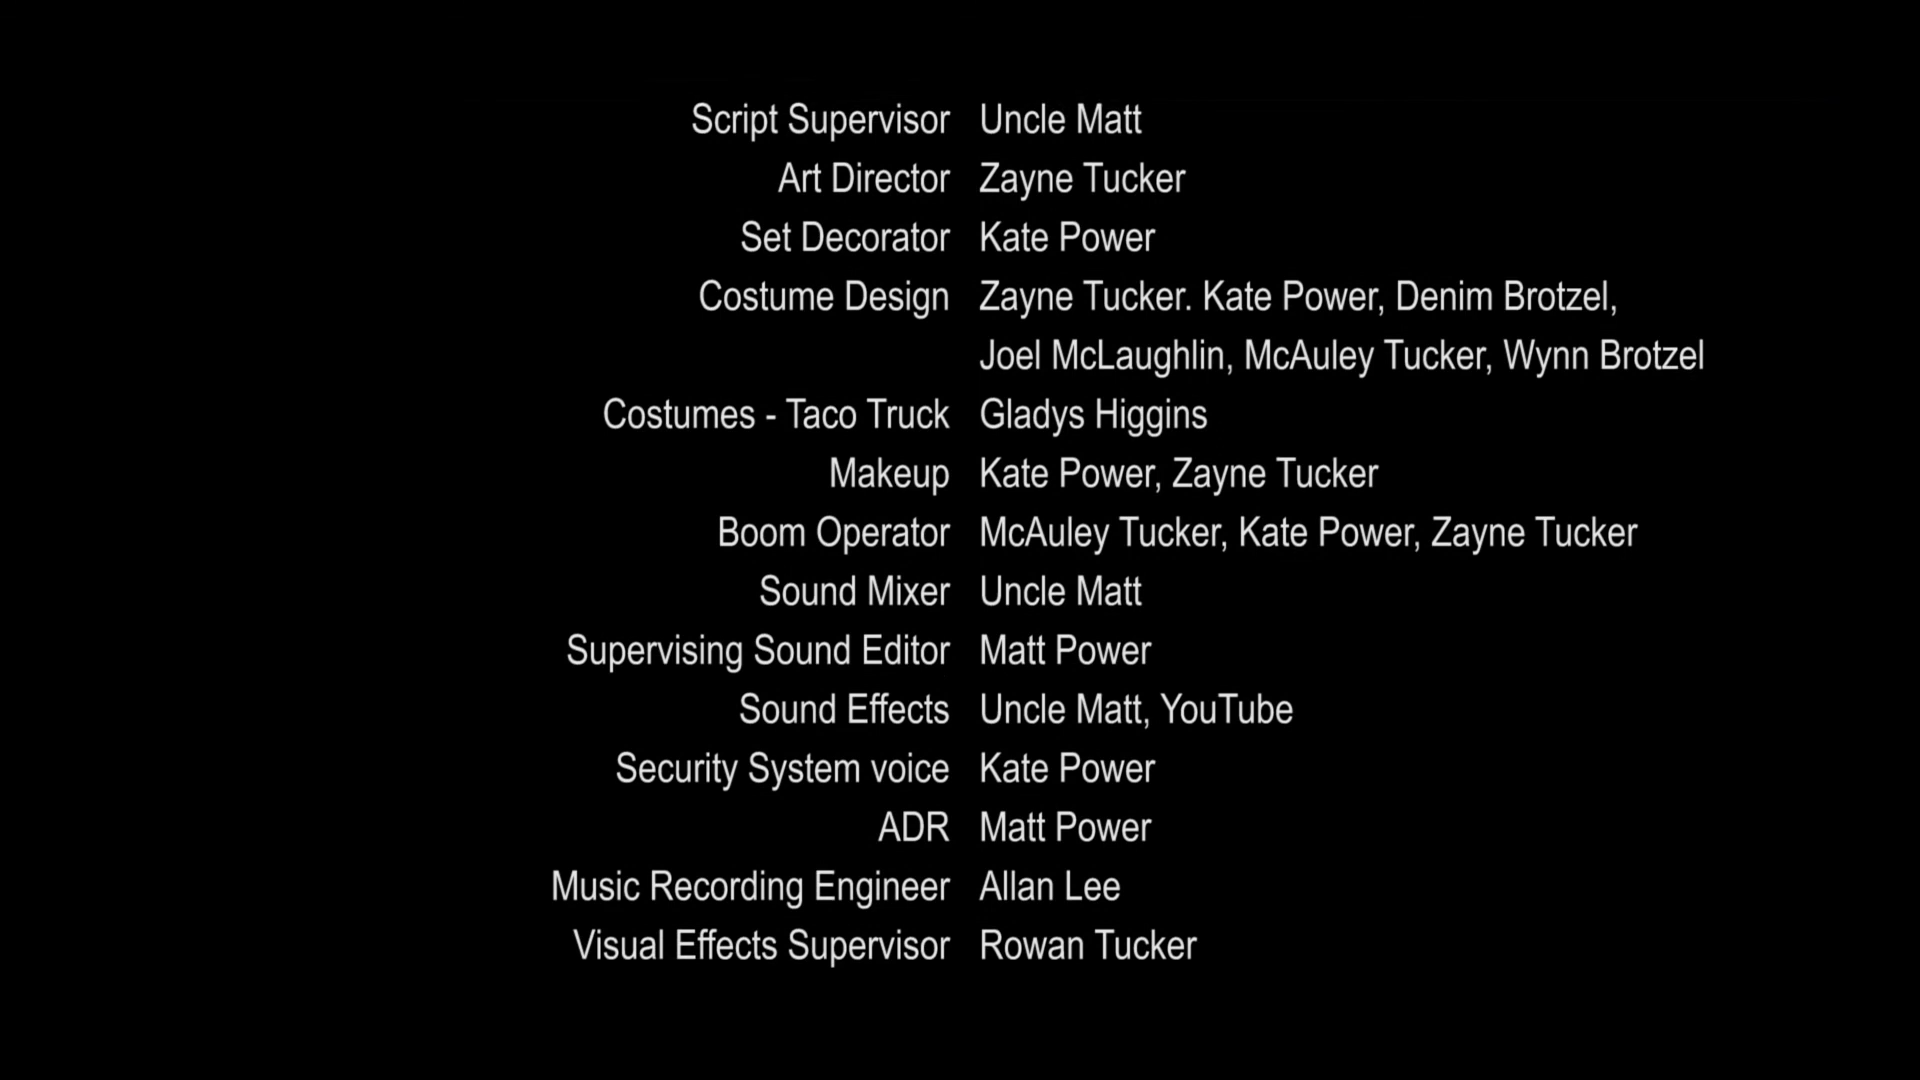 Script Supervisor Uncle Matt
Art Director Zayne Tucker
Set Decorator Kate Power
Costume Design Zayne Tucker. Kate Power, Denim Brotzel,
Joel McLaughlin, McAuley Tucker, Wynn Brotzel
Costumes - Taco Truck Gladys Higgins
Makeup Kate Power, Zayne Tucker
Boom Operator McAuley Tucker, Kate Power, Zayne Tucker
Sound Mixer Uncle Matt
Supervising Sound Editor Matt Power
Sound Effects Uncle Matt, YouTube
Security System voice Kate Power
ADR Matt Power
Music Recording Engineer Allan Lee
Visual Effects Supervisor Rowan Tucker